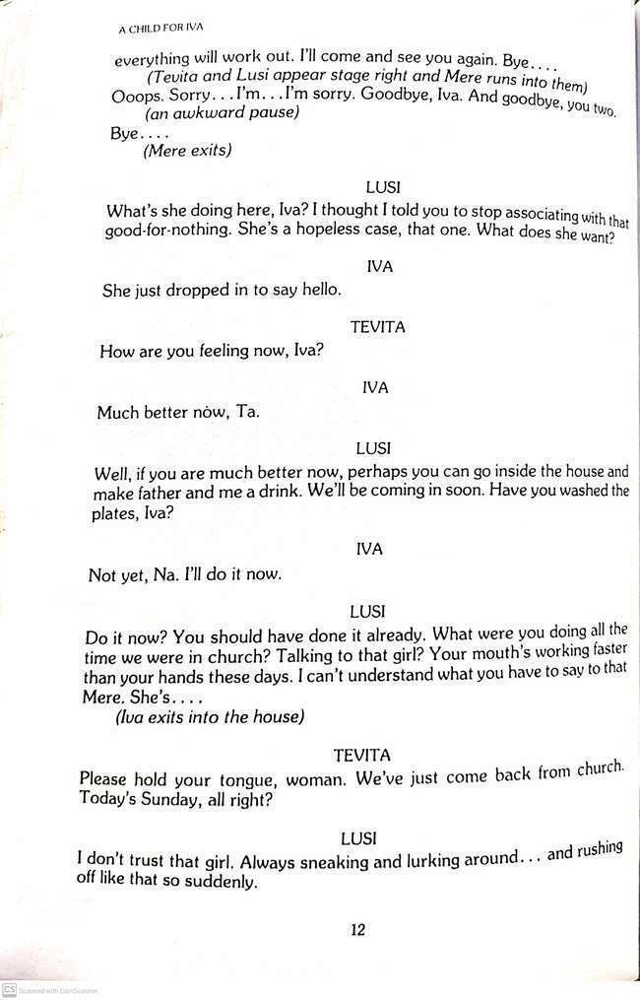 A CHILD FOR IVA
everything will work out. I'll come and see you again. Bye....
(Tevita and Lusi appear stage right and Mere runs into them)
Ooops. Sorry...I'm...I'm sorry. Goodbye, Iva. And goodbye, you two.
(an awkward pause)
Bye....
(Mere exits)
LUSI
What's she doing here, Iva? I thought I told you to stop associating with that
good-for-nothing. She's a hopeless case, that one. What does she want?
IVA
She just dropped in to say hello.
TEVITA
How are you feeling now, Iva?
IVA
Much better now, Ta.
LUSI
Well, if you are much better now, perhaps you can go inside the house and
make father and me a drink. We'll be coming in soon. Have you washed the
plates, Iva?
IVA
Not yet, Na. I'll do it now.
LUSI
Do it now? You should have done it already. What were you doing all the
time we were in church? Talking to that girl? Your mouth's working faster
than your hands these days. I can't understand what you have to say to that
Mere. She's....
(Iva exits into the house)
TEVITA
Please hold your tongue, woman. We've just come back from church.
Today's Sunday, all right?
LUSI
I don't trust that girl. Always sneaking and lurking around... and rushing
off like that so suddenly.
12
CS Scanned with CamScanner